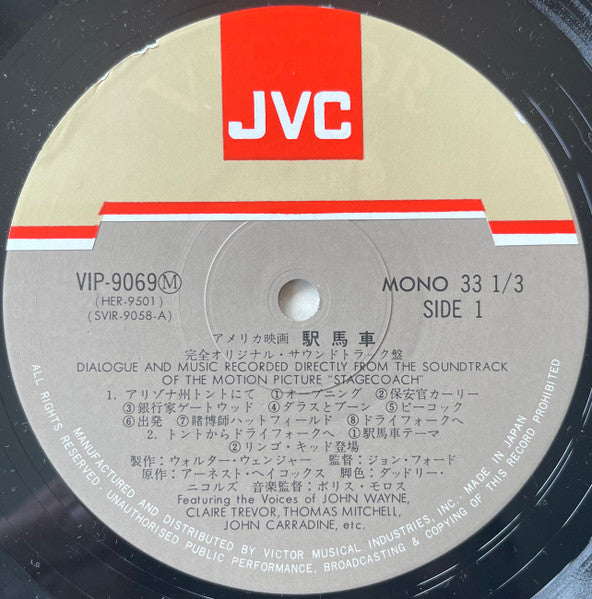 JVC
VIP-9069Ⓜ
(HER-9501)
(SVIR-9058-A)
MONO 33 1/3
SIDE 1
アメリカ映画 駅馬車
完全オリジナル・サウンドトラック盤
DIALOGUE AND MUSIC RECORDED DIRECTLY FROM THE SOUNDTRACK
OF THE MOTION PICTURE "STAGECOACH"
1. アリゾナ州トントにて ①オープニング ②保安官カーリー
③銀行家ゲートウッド ④ダラスとブーン ⑤ピーコック
⑥出発 ⑦賭博師ハットフィールド ⑧ドライフォークへ
2. トントからドライフォークへ ①駅馬車テーマ
②リンゴ・キッド登場
製作：ウォルター・ウェンジャー 監督：ジョン・フォード
原作：アーネスト・ヘイコックス 脚色：ダッドリー・
ニコルズ 音楽監督：ボリス・モロス
Featuring the Voices of JOHN WAYNE,
CLAIRE TREVOR, THOMAS MITCHELL,
JOHN CARRADINE, etc.
MANUFACTURED AND DISTRIBUTED BY VICTOR MUSICAL INDUSTRIES, INC. MADE IN JAPAN
ALL RIGHTS RESERVED. UNAUTHORISED PUBLIC PERFORMANCE, BROADCASTING & COPYING OF THIS RECORD PROHIBITED